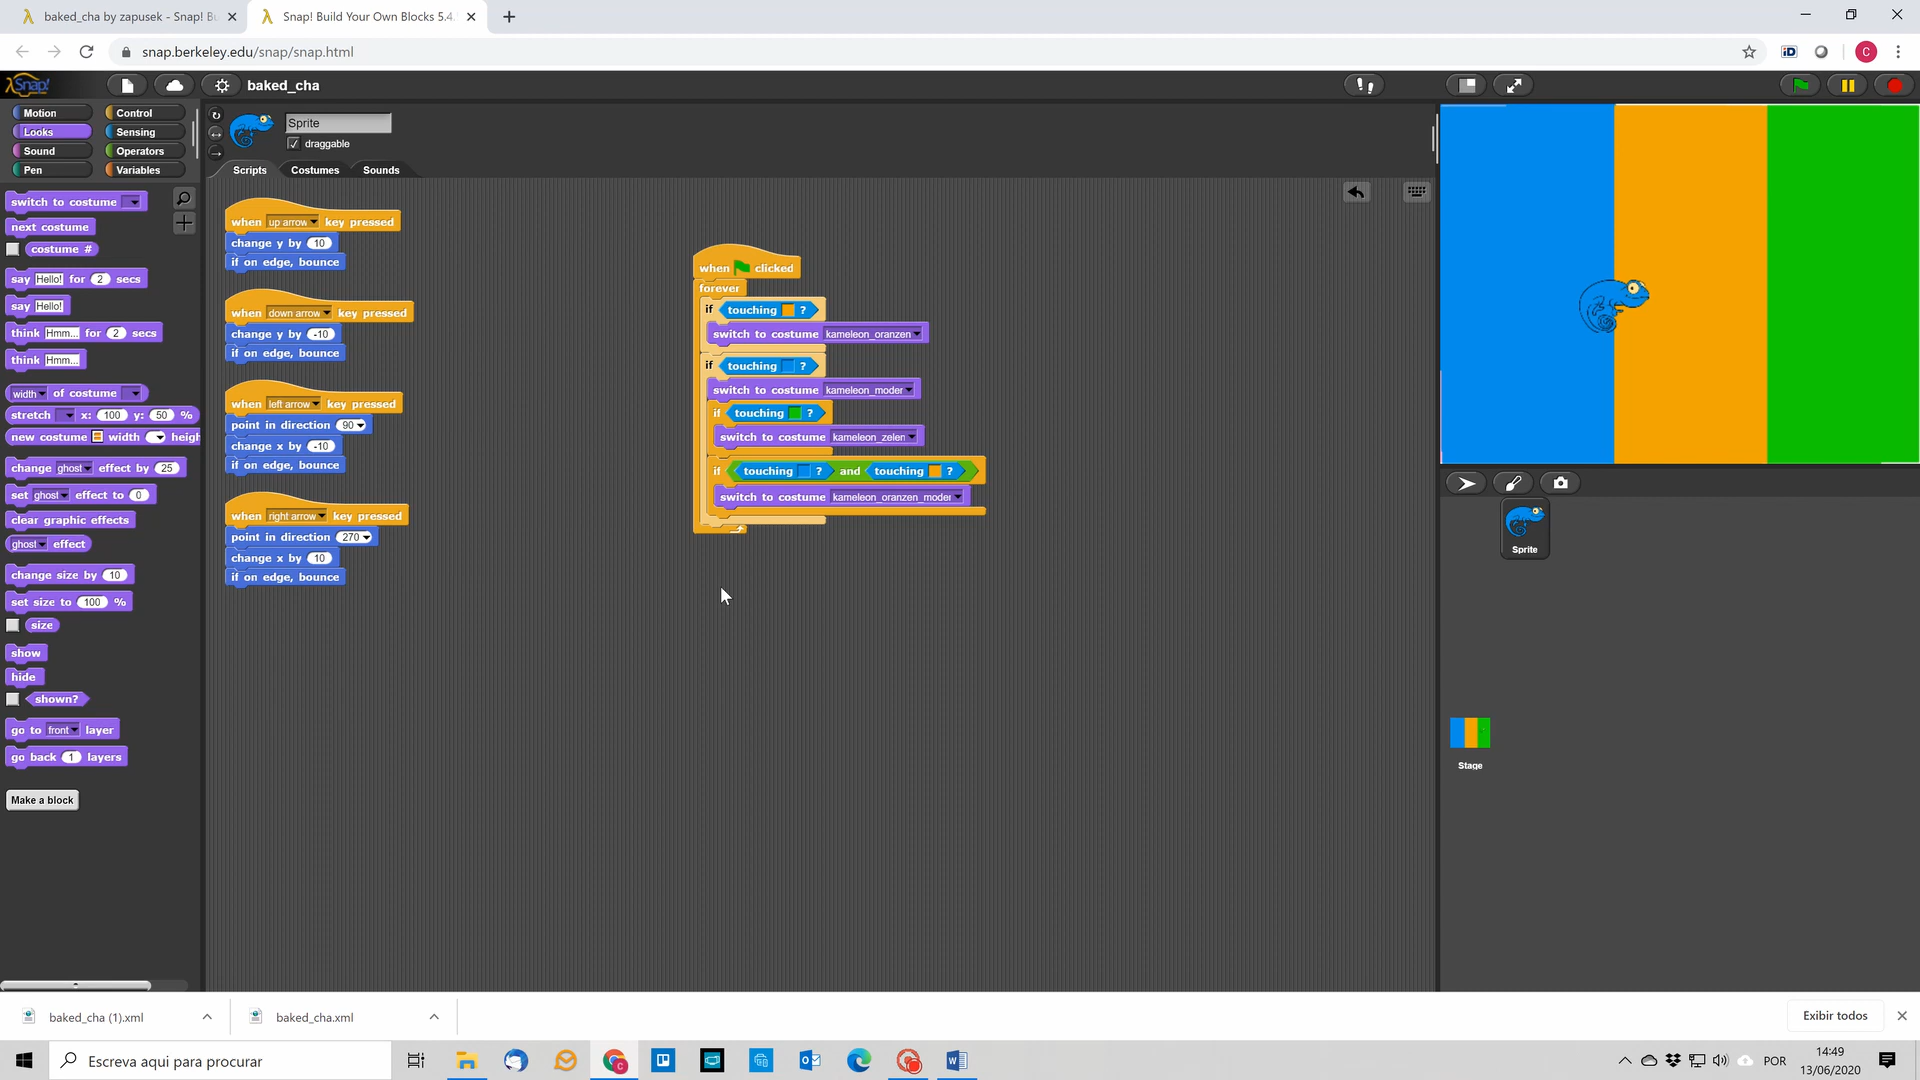 baked_cha by zapusek - Snap! Bu
Snap! Build Your Own Blocks 5.4.
snap.berkeley.edu/snap/snap.html
iD
C
Snap!
baked_cha
Motion
Control
Looks
Sensing
Sound
Operators
Pen
Variables
Sprite
draggable
Scripts
Costumes
Sounds
switch to costume
next costume
costume #
say Hello! for 2 secs
say Hello!
think Hmm... for 2 secs
think Hmm...
width of costume
stretch x: 100 y: 50 %
new costume width heigh
change ghost effect by 25
set ghost effect to 0
clear graphic effects
ghost effect
change size by 10
set size to 100 %
size
show
hide
shown?
go to front layer
go back 1 layers
Make a block
when up arrow key pressed
change y by 10
if on edge, bounce
when down arrow key pressed
change y by -10
if on edge, bounce
when left arrow key pressed
point in direction 90
change x by -10
if on edge, bounce
when right arrow key pressed
point in direction 270
change x by 10
if on edge, bounce
when clicked
forever
if touching ?
switch to costume kameleon_oranzen
if touching ?
switch to costume kameleon_moder
if touching ?
switch to costume kameleon_zelen
if touching ? and touching ?
switch to costume kameleon_oranzen_moder
Sprite
Stage
baked_cha (1).xml
baked_cha.xml
Exibir todos
Escreva aqui para procurar
POR
14:49
13/06/2020